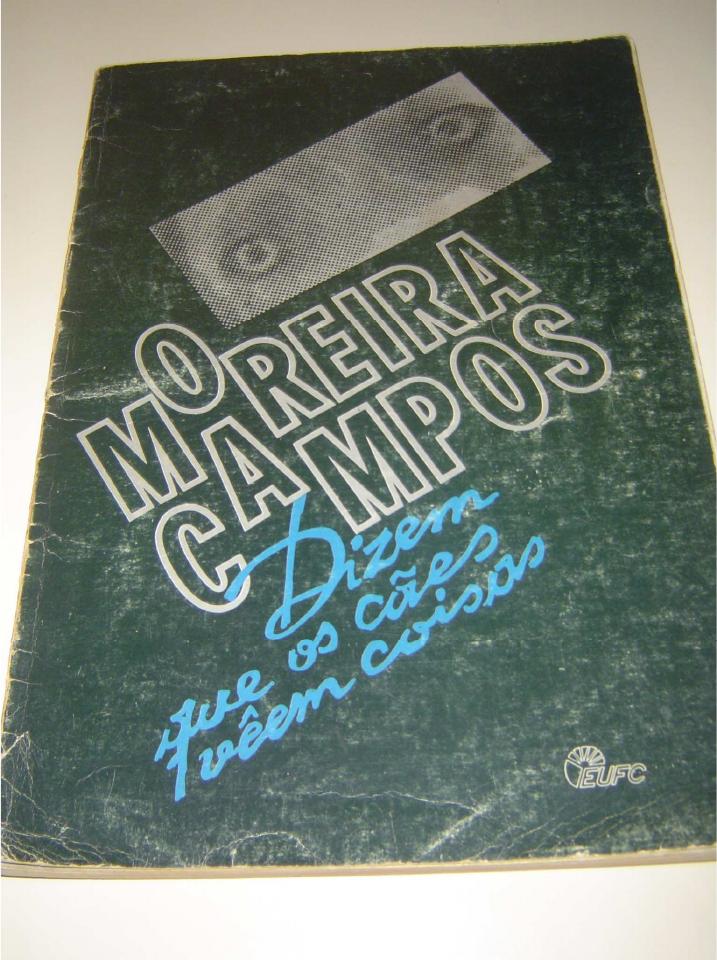 MOREIRA
CAMPOS
Dizem
que os cães
vêem coisas
EUFC